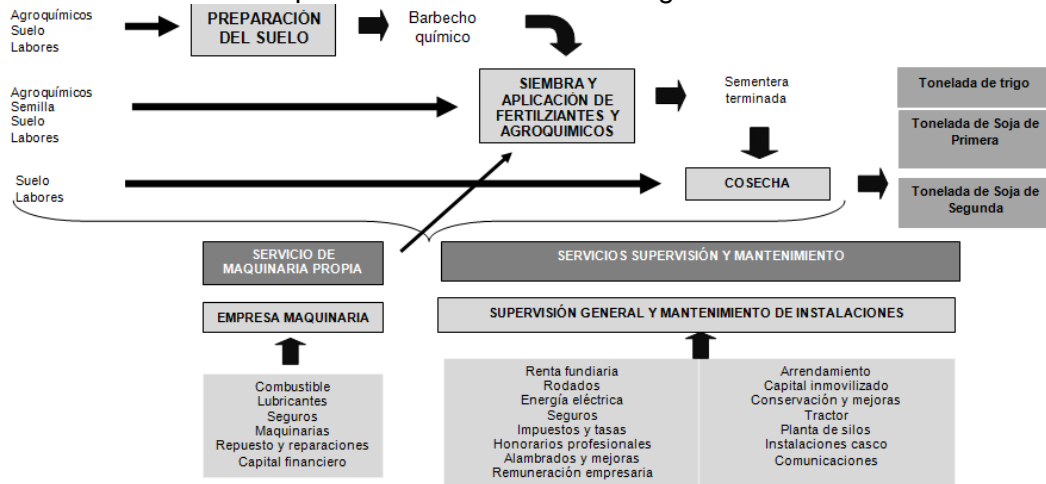 Agroquímicos
Suelo
Labores
PREPARACIÓN
DEL SUELO
Barbecho
químico
Agroquímicos
Semilla
Suelo
Labores
SIEMBRA Y
APLICACIÓN DE
FERTILZIANTES Y
AGROQUIMICOS
Sementera
terminada
Tonelada de trigo
Tonelada de Soja de
Primera
Suelo
Labores
COSECHA
Tonelada de Soja de
Segunda
SERVICIO DE
MAQUINARIA PROPIA
SERVICIOS SUPERVISIÓN Y MANTENIMIENTO
EMPRESA MAQUINARIA
SUPERVISIÓN GENERAL Y MANTENIMIENTO DE INSTALACIONES
Combustible
Lubricantes
Seguros
Maquinarias
Repuesto y reparaciones
Capital financiero
Renta fundiaria
Rodados
Energía eléctrica
Seguros
Impuestos y tasas
Honorarios profesionales
Alambrados y mejoras
Remuneración empresaria
Arrendamiento
Capital inmovilizado
Conservación y mejoras
Tractor
Planta de silos
Instalaciones casco
Comunicaciones